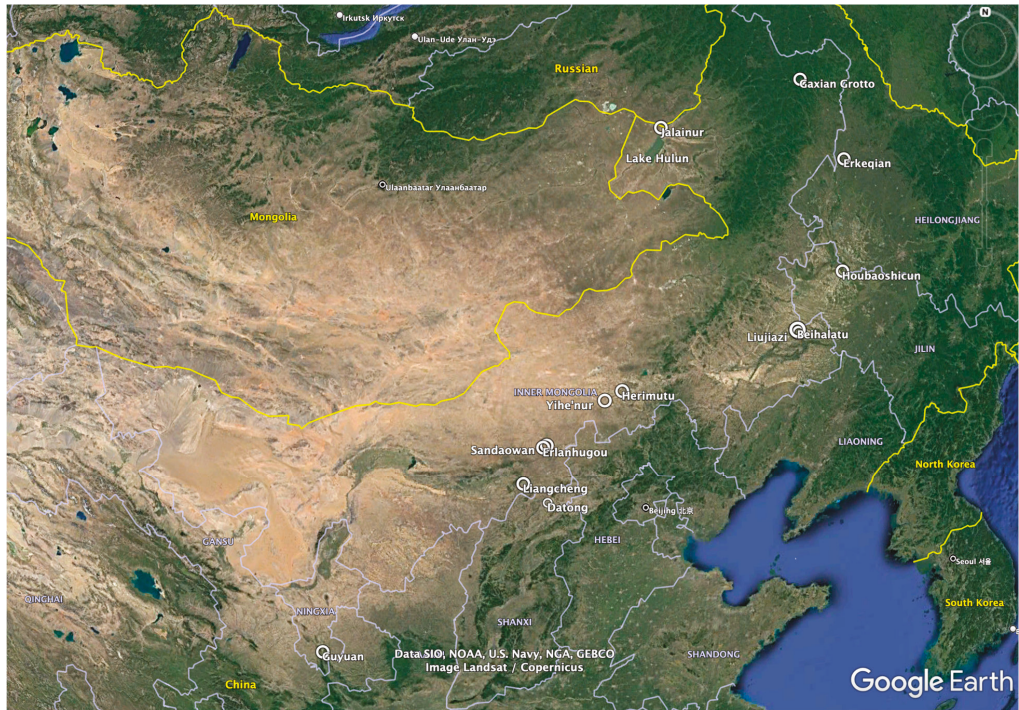 N
Irkutsk Иркутск
Ulan-Ude Улан-Удэ
Russian
Gaxian Grotto
Jalainur
Lake Hulun
Erkeqian
Ulaanbaatar Улаанбаатар
Mongolia
HEILONGJIANG
Houbaoshicun
Liujiazi
Beihalatu
JILIN
INNER MONGOLIA
Herimutu
Yihe'nur
Sandaowan
Erlanhugou
LIAONING
North Korea
Liangcheng
Datong
Beijing 北京
GANSU
HEBEI
Seoul 서울
QINGHAI
NINGXIA
South Korea
SHANXI
Guyuan
Data SIO, NOAA, U.S. Navy, NGA, GEBCO
Image Landsat / Copernicus
SHANDONG
China
Google Earth